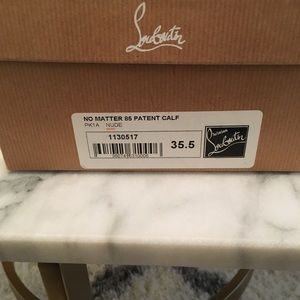 Louboutin
NO MATTER 85 PATENT CALF
PK1A NUDE
1130517
35.5
Christian
Louboutin